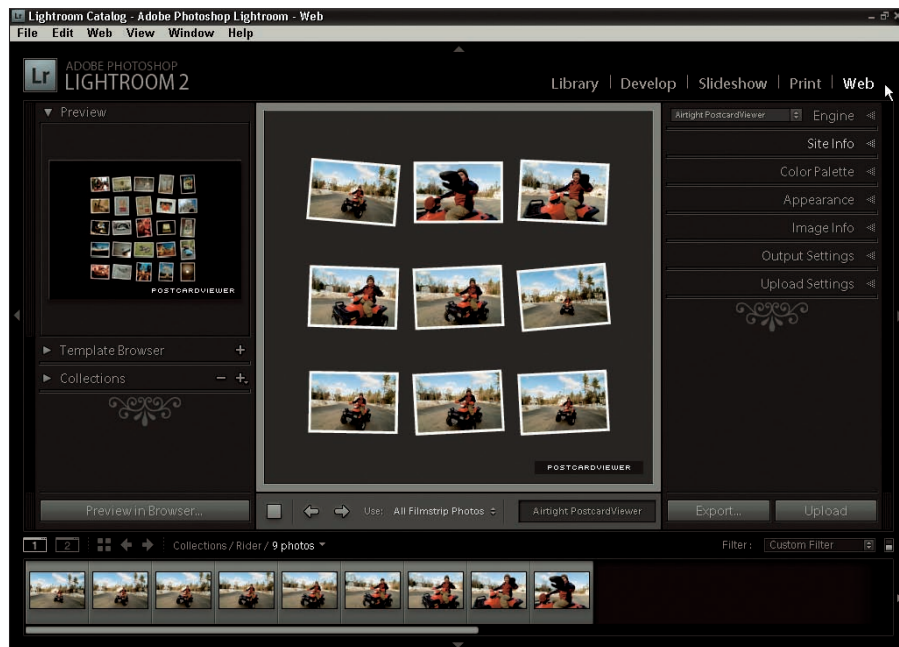 Lr Lightroom Catalog - Adobe Photoshop Lightroom - Web
File Edit Web View Window Help
Lr ADOBE PHOTOSHOP
LIGHTROOM 2
Library | Develop | Slideshow | Print | Web
Preview
POSTCARDVIEWER
Template Browser
Collections
Preview in Browser...
POSTCARDVIEWER
Use: All Filmstrip Photos
Airtight PostcardViewer
Airtight PostcardViewer Engine
Site Info
Color Palette
Appearance
Image Info
Output Settings
Upload Settings
Export... Upload
1 2 Collections / Rider / 9 photos
Filter : Custom Filter